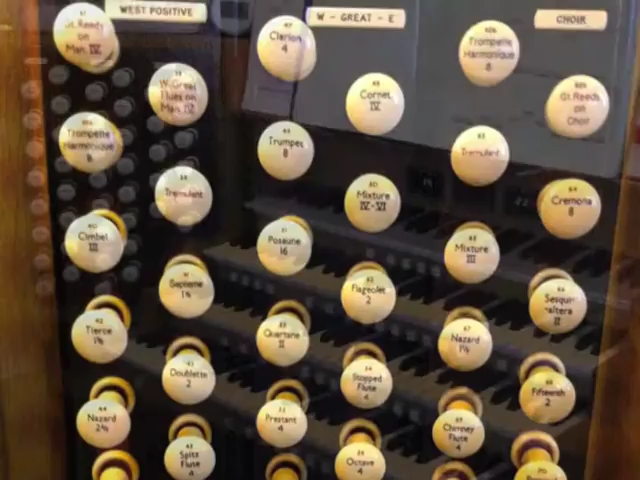 WEST POSITIVE
W - GREAT - E
CHOIR
Gt. Reeds
on
Man. IV
W. Great
Flues on
Man. IV
Trompette
Harmonique
8
Tremulant
Cimbel
III
Septieme
1⅐
Tierce
1⅗
Doublette
2
Nazard
2⅔
Spitz
Flute
4
Clarion
4
Cornet
IV
Trumpet
8
Mixture
IV-VI
Posaune
16
Flageolet
2
Quartane
II
Stopped
Flute
4
Prestant
4
Octave
4
Trompette
Harmonique
8
Gt. Reeds
on
Choir
Tremulant
Cremona
8
Mixture
III
Sesqui-
altera
II
Nazard
1⅓
Fifteenth
2
Chimney
Flute
4